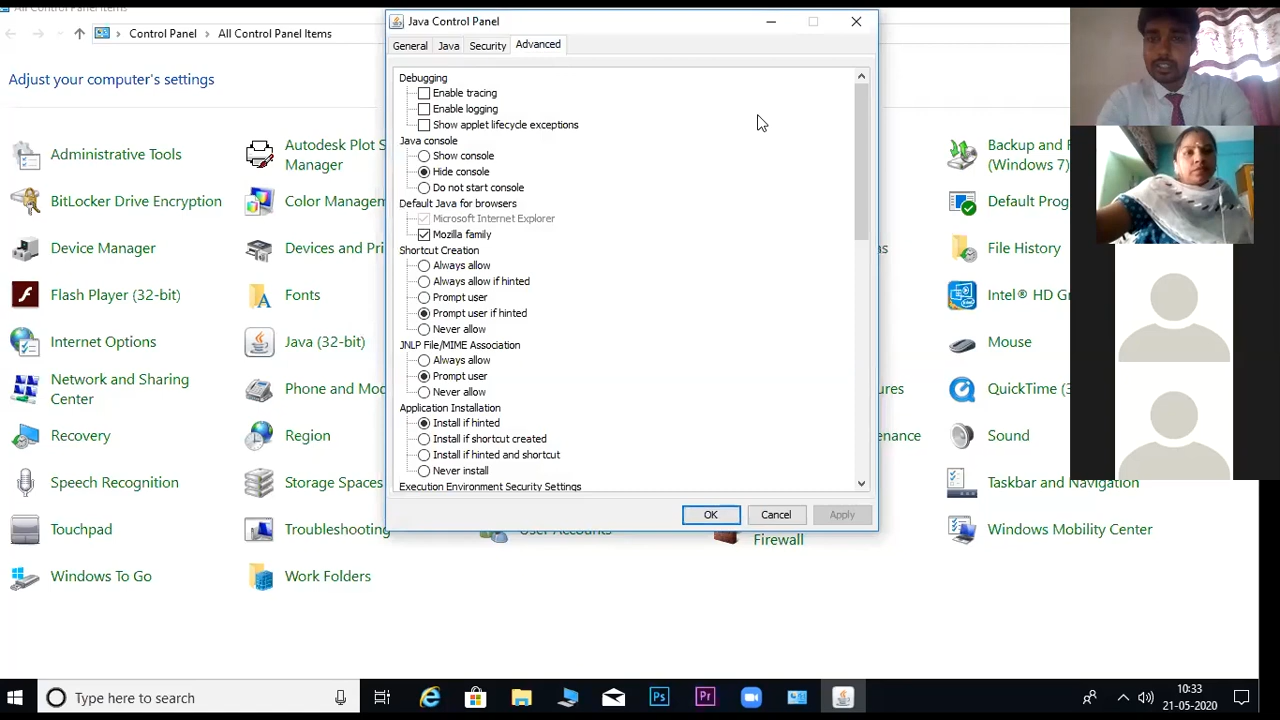 All Control Panel Items
Control Panel
All Control Panel Items
Adjust your computer's settings
Administrative Tools
BitLocker Drive Encryption
Device Manager
Flash Player (32-bit)
Internet Options
Network and Sharing
Center
Recovery
Speech Recognition
Touchpad
Windows To Go
Autodesk Plot S
Manager
Color Managem
Devices and Pri
Fonts
Java (32-bit)
Phone and Mod
Region
Storage Spaces
Troubleshooting
Work Folders
Java Control Panel
General
Java
Security
Advanced
Debugging
Enable tracing
Enable logging
Show applet lifecycle exceptions
Java console
Show console
Hide console
Do not start console
Default Java for browsers
Microsoft Internet Explorer
Mozilla family
Shortcut Creation
Always allow
Always allow if hinted
Prompt user
Prompt user if hinted
Never allow
JNLP File/MIME Association
Always allow
Prompt user
Never allow
Application Installation
Install if hinted
Install if shortcut created
Install if hinted and shortcut
Never install
Execution Environment Security Settings
OK
Cancel
Apply
User Accounts
Firewall
Backup and
(Windows 7)
Default Prog
File History
Intel® HD Gr
Mouse
QuickTime (3
Sound
Taskbar and Navigation
Windows Mobility Center
Type here to search
Ps
Pr
10:33
21-05-2020